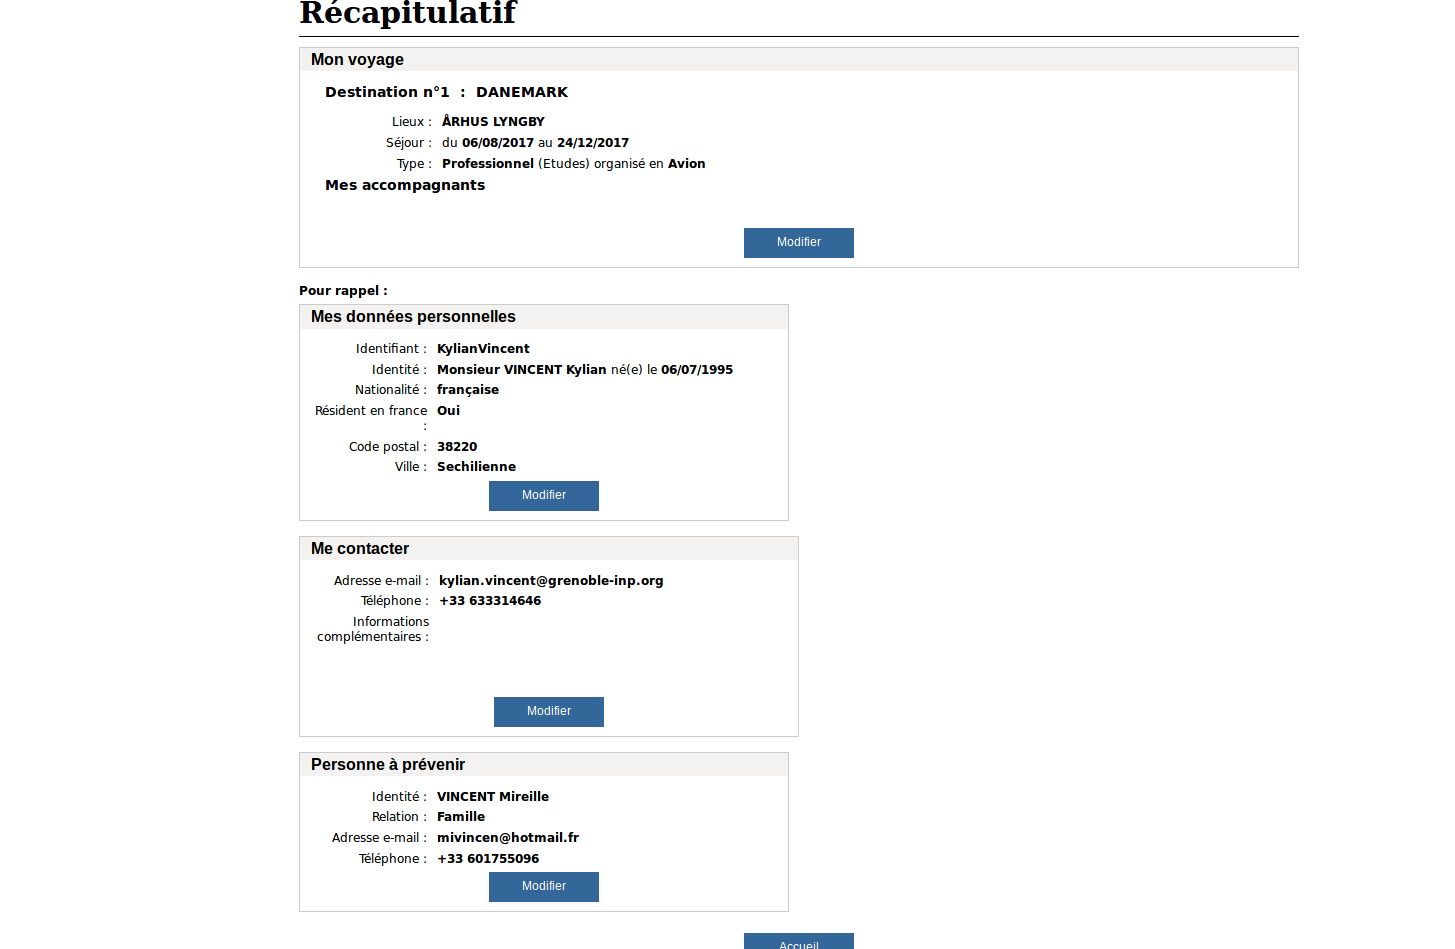 Récapitulatif
Mon voyage
Destination n°1 : DANEMARK
Lieux : ÅRHUS LYNGBY
Séjour : du 06/08/2017 au 24/12/2017
Type : Professionnel (Etudes) organisé en Avion
Mes accompagnants
Modifier
Pour rappel :
Mes données personnelles
Identifiant : KylianVincent
Identité : Monsieur VINCENT Kylian né(e) le 06/07/1995
Nationalité : française
Résident en france Oui
:
Code postal : 38220
Ville : Sechilienne
Modifier
Me contacter
Adresse e-mail : kylian.vincent@grenoble-inp.org
Téléphone : +33 633314646
Informations
complémentaires :
Modifier
Personne à prévenir
Identité : VINCENT Mireille
Relation : Famille
Adresse e-mail : mivincen@hotmail.fr
Téléphone : +33 601755096
Modifier
Accueil